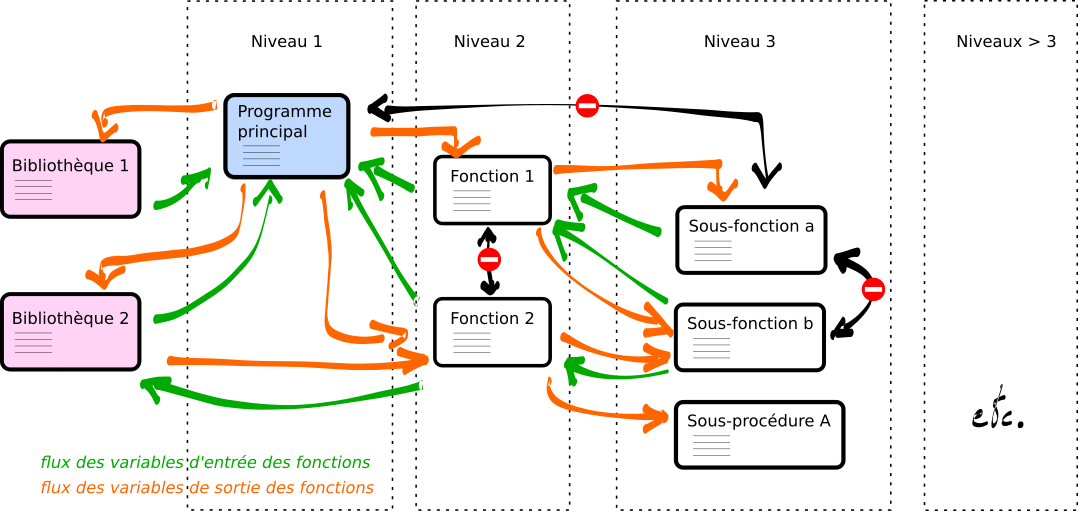 Niveau 1
Niveau 2
Niveau 3
Niveaux > 3
Programme
principal
Bibliothèque 1
Fonction 1
Sous-fonction a
Bibliothèque 2
Fonction 2
Sous-fonction b
Sous-procédure A
etc.
flux des variables d'entrée des fonctions
flux des variables de sortie des fonctions